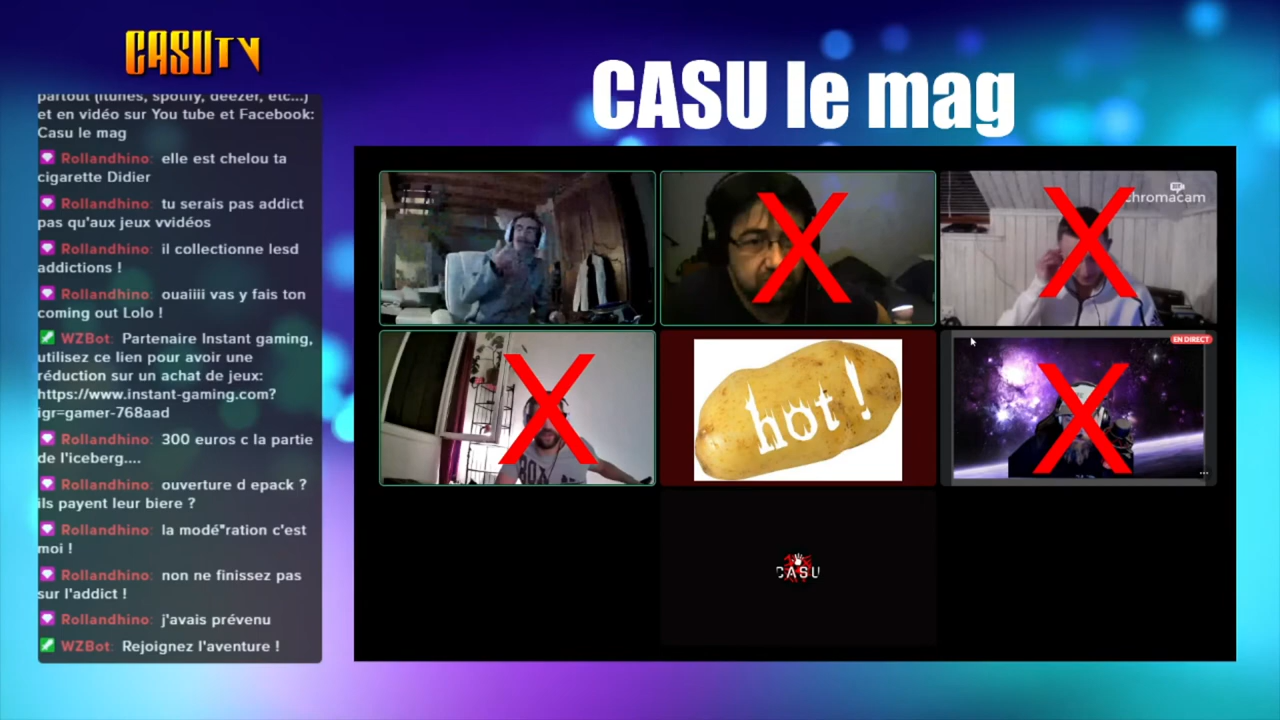 CASUTV
CASU le mag
partout (itunes, spotify, deezer, etc...)
et en vidéo sur You tube et Facebook:
Casu le mag
Rollandhino: elle est chelou ta
cigarette Didier
Rollandhino: tu serais pas addict
pas qu'aux jeux vvidéos
Rollandhino: il collectionne lesd
addictions !
Rollandhino: ouaiiii vas y fais ton
coming out Lolo !
WZBot: Partenaire Instant gaming,
utilisez ce lien pour avoir une
réduction sur un achat de jeux:
https://www.instant-gaming.com?
igr=gamer-768aad
Rollandhino: 300 euros c la partie
de l'iceberg....
Rollandhino: ouverture d epack ?
ils payent leur biere ?
Rollandhino: la modé"ration c'est
moi !
Rollandhino: non ne finissez pas
sur l'addict !
Rollandhino: j'avais prévenu
WZBot: Rejoignez l'aventure !
X
X
chromacam
X
X
hot !
EN DIRECT
X
CASU